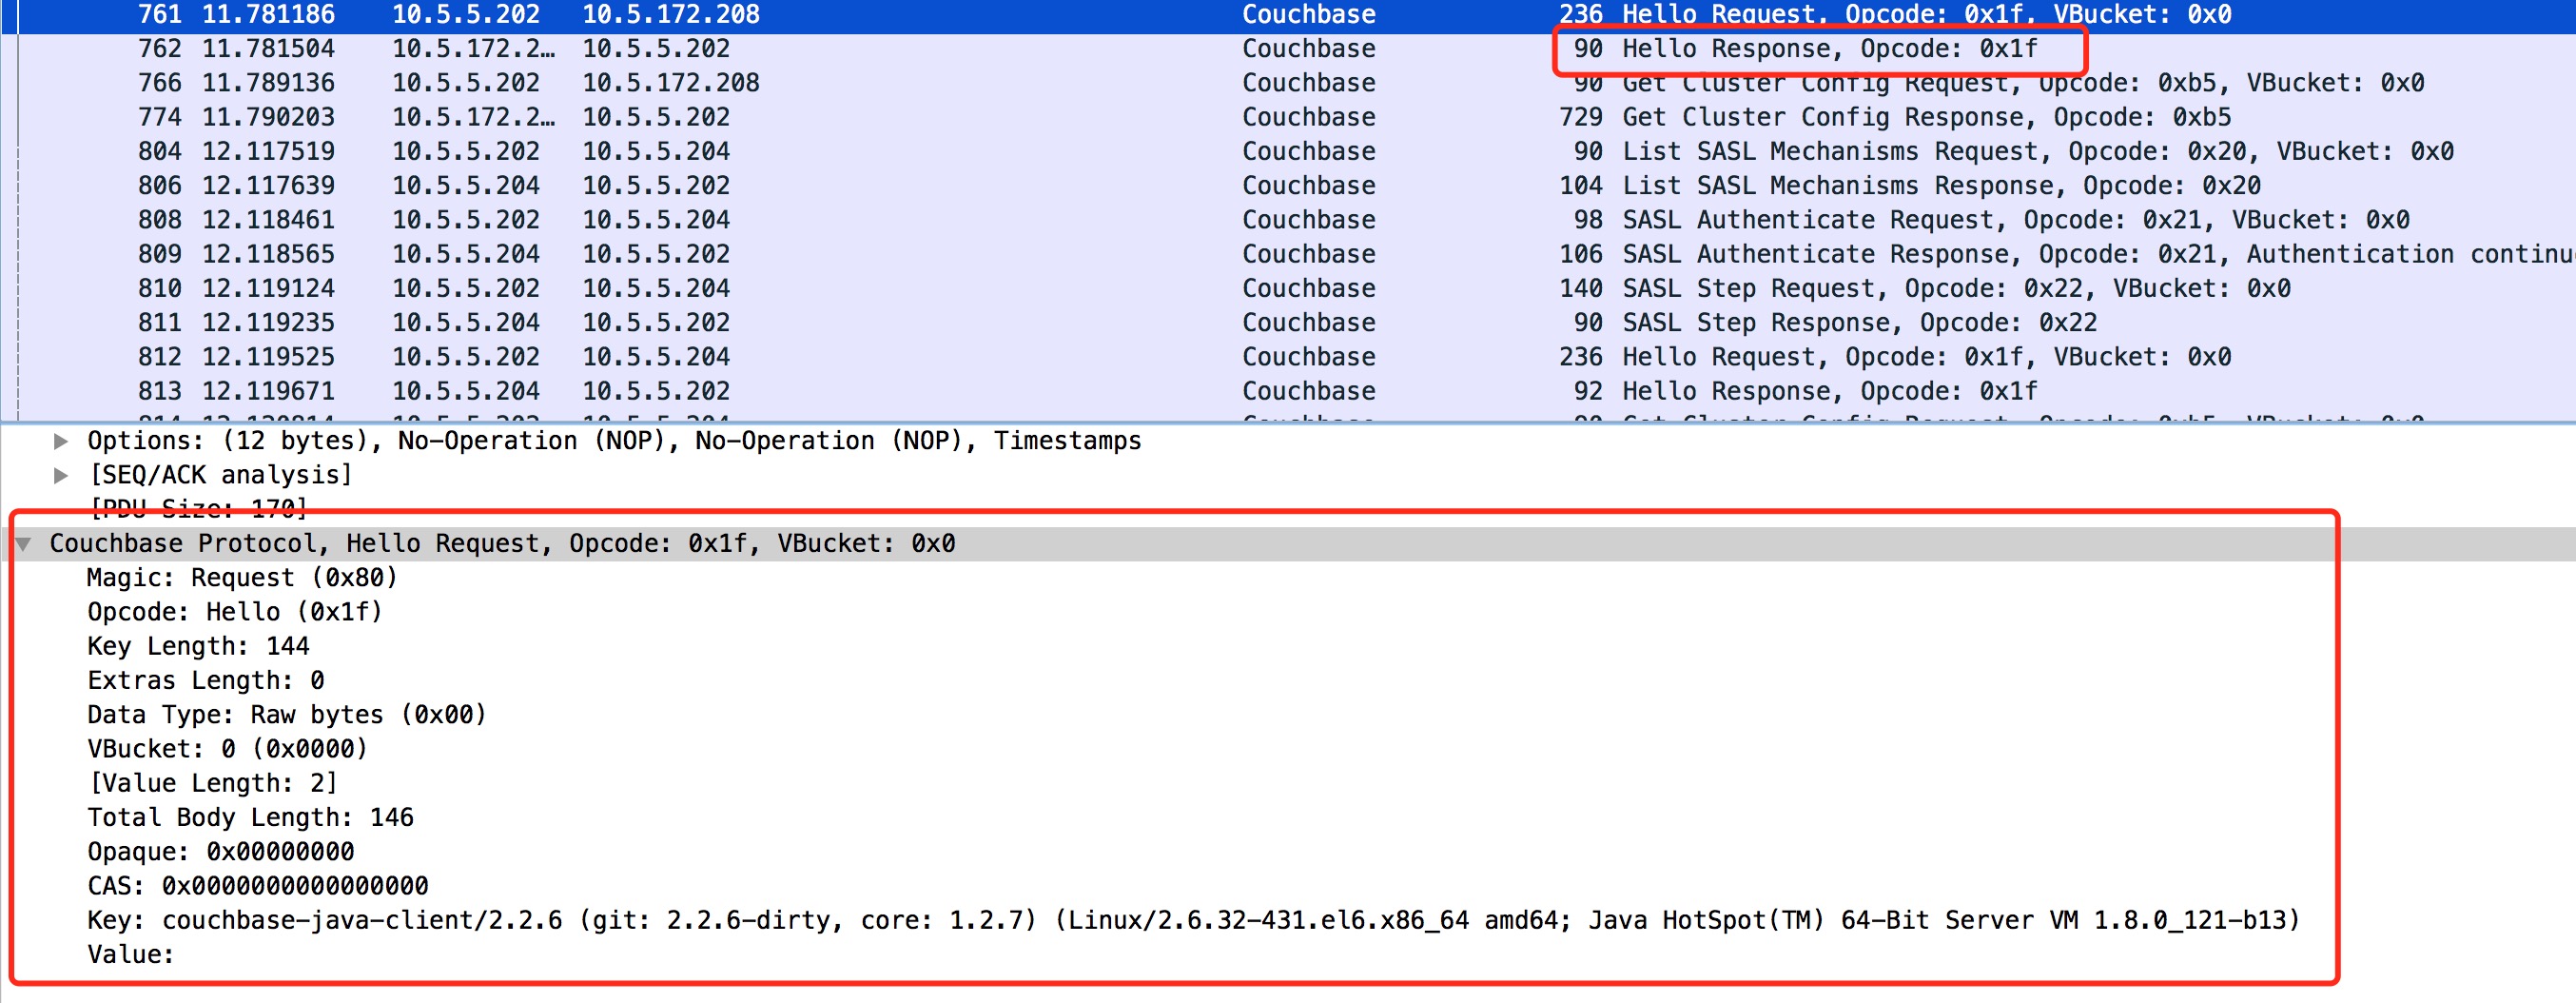 761 11.781186 10.5.5.202 10.5.172.208 Couchbase 236 Hello Request, Opcode: 0x1f, VBucket: 0x0
762 11.781504 10.5.172.2… 10.5.5.202 Couchbase 90 Hello Response, Opcode: 0x1f
766 11.789136 10.5.5.202 10.5.172.208 Couchbase 90 Get Cluster Config Request, Opcode: 0xb5, VBucket: 0x0
774 11.790203 10.5.172.2… 10.5.5.202 Couchbase 729 Get Cluster Config Response, Opcode: 0xb5
804 12.117519 10.5.5.202 10.5.5.204 Couchbase 90 List SASL Mechanisms Request, Opcode: 0x20, VBucket: 0x0
806 12.117639 10.5.5.204 10.5.5.202 Couchbase 104 List SASL Mechanisms Response, Opcode: 0x20
808 12.118461 10.5.5.202 10.5.5.204 Couchbase 98 SASL Authenticate Request, Opcode: 0x21, VBucket: 0x0
809 12.118565 10.5.5.204 10.5.5.202 Couchbase 106 SASL Authenticate Response, Opcode: 0x21, Authentication continu
810 12.119124 10.5.5.202 10.5.5.204 Couchbase 140 SASL Step Request, Opcode: 0x22, VBucket: 0x0
811 12.119235 10.5.5.204 10.5.5.202 Couchbase 90 SASL Step Response, Opcode: 0x22
812 12.119525 10.5.5.202 10.5.5.204 Couchbase 236 Hello Request, Opcode: 0x1f, VBucket: 0x0
813 12.119671 10.5.5.204 10.5.5.202 Couchbase 92 Hello Response, Opcode: 0x1f
Options: (12 bytes), No-Operation (NOP), No-Operation (NOP), Timestamps
[SEQ/ACK analysis]
[PDU Size: 170]
Couchbase Protocol, Hello Request, Opcode: 0x1f, VBucket: 0x0
Magic: Request (0x80)
Opcode: Hello (0x1f)
Key Length: 144
Extras Length: 0
Data Type: Raw bytes (0x00)
VBucket: 0 (0x0000)
[Value Length: 2]
Total Body Length: 146
Opaque: 0x00000000
CAS: 0x0000000000000000
Key: couchbase-java-client/2.2.6 (git: 2.2.6-dirty, core: 1.2.7) (Linux/2.6.32-431.el6.x86_64 amd64; Java HotSpot(TM) 64-Bit Server VM 1.8.0_121-b13)
Value: